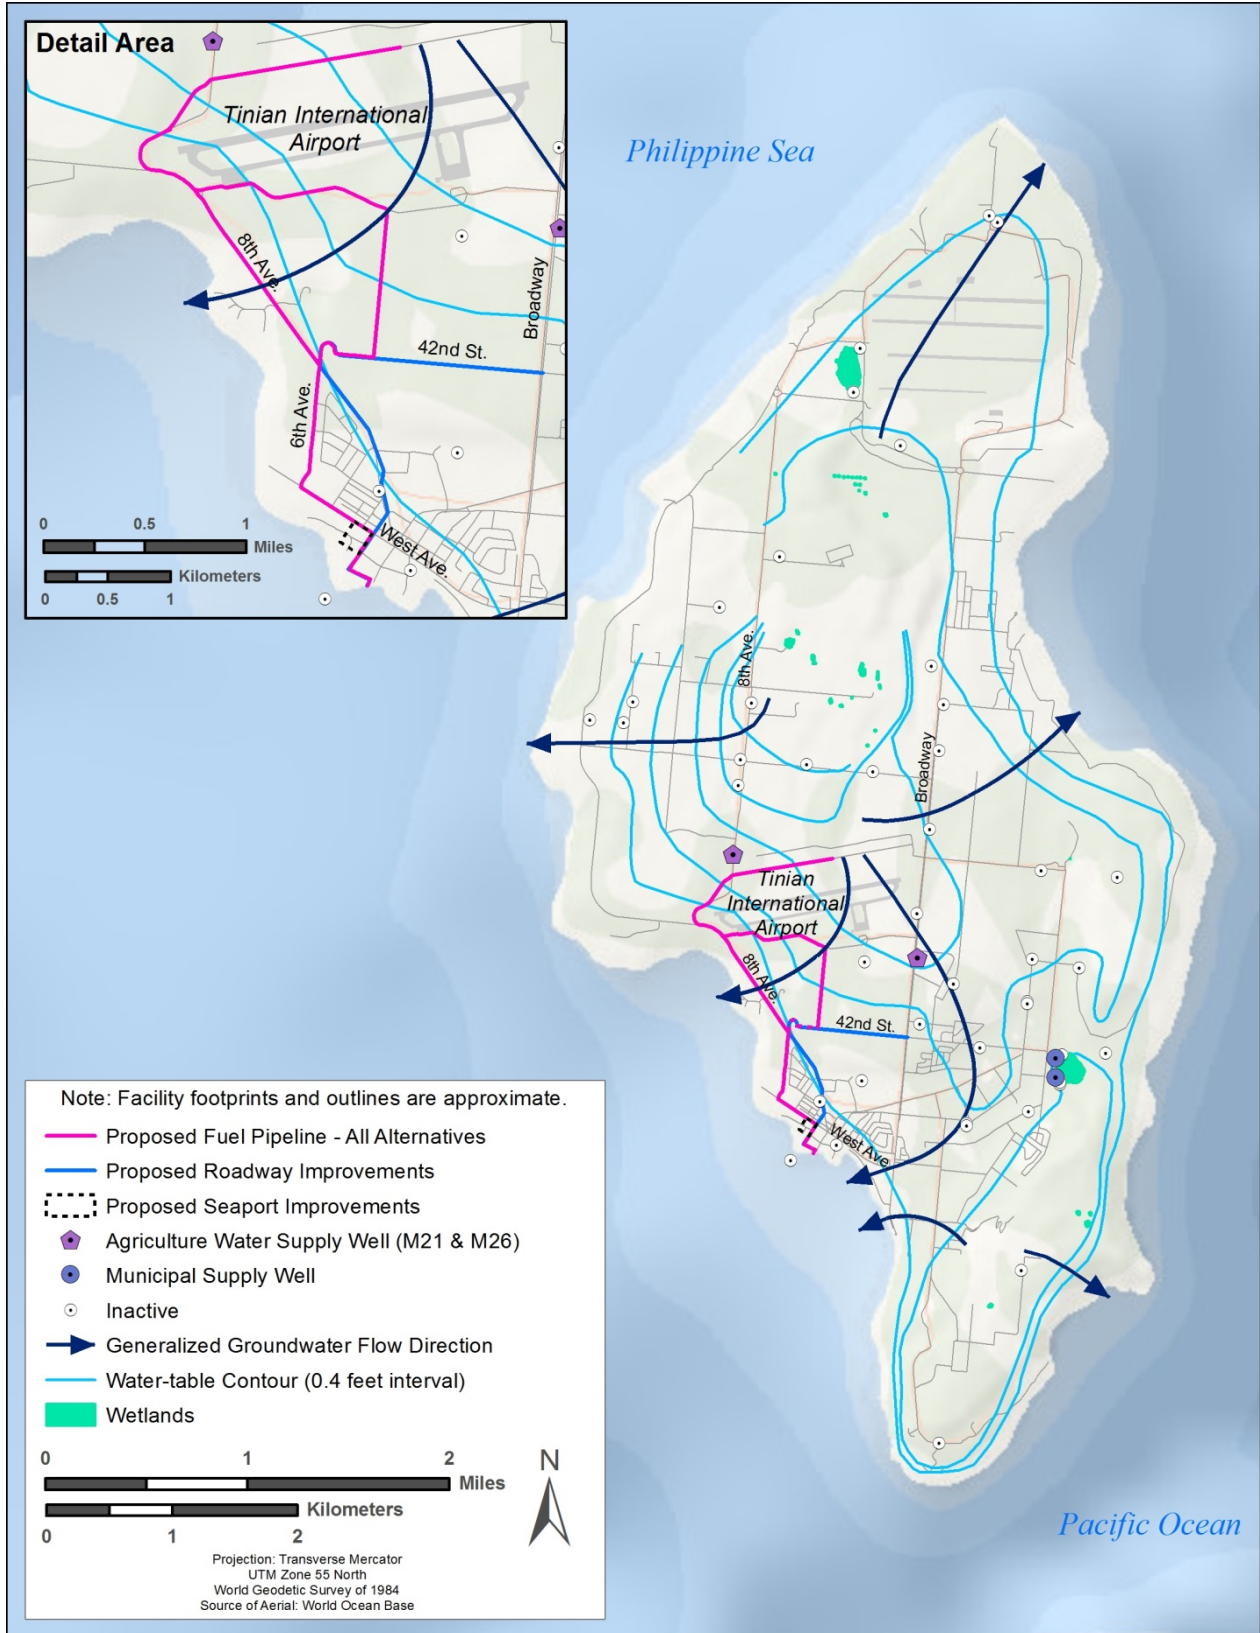 Detail Area
Tinian International
Airport
8th Ave.
Broadway
42nd St.
6th Ave.
West Ave.
0 0.5 1
Miles
Kilometers
0 0.5 1
Philippine Sea
8th Ave.
Broadway
Tinian
International
Airport
8th Ave.
42nd St.
West Ave.
Note: Facility footprints and outlines are approximate.
Proposed Fuel Pipeline - All Alternatives
Proposed Roadway Improvements
Proposed Seaport Improvements
Agriculture Water Supply Well (M21 & M26)
Municipal Supply Well
Inactive
Generalized Groundwater Flow Direction
Water-table Contour (0.4 feet interval)
Wetlands
0 1 2
Miles
Kilometers
0 1 2
N
Projection: Transverse Mercator
UTM Zone 55 North
World Geodetic Survey of 1984
Source of Aerial: World Ocean Base
Pacific Ocean